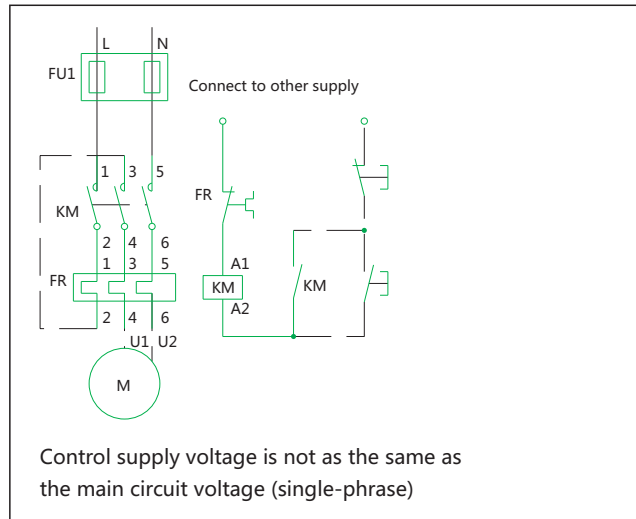 L N
FU1
Connect to other supply
1 3 5
KM
FR
2 4 6
1 3 5
FR
A1
KM
KM
A2
2 4 6
U1 U2
M
Control supply voltage is not as the same as
the main circuit voltage (single-phrase)